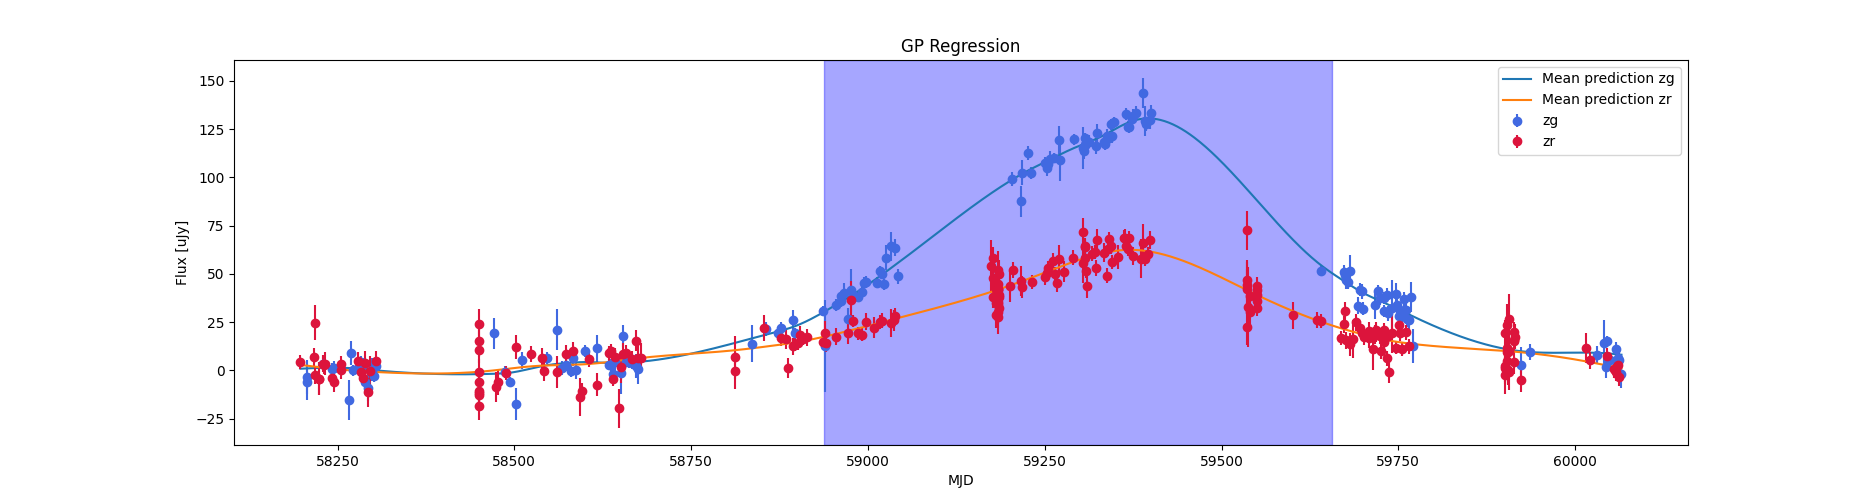 GP Regression
Flux [uJy]
150
125
100
75
50
25
0
−25
58250 58500 58750 59000 59250 59500 59750 60000
MJD
Mean prediction zg
Mean prediction zr
zg
zr